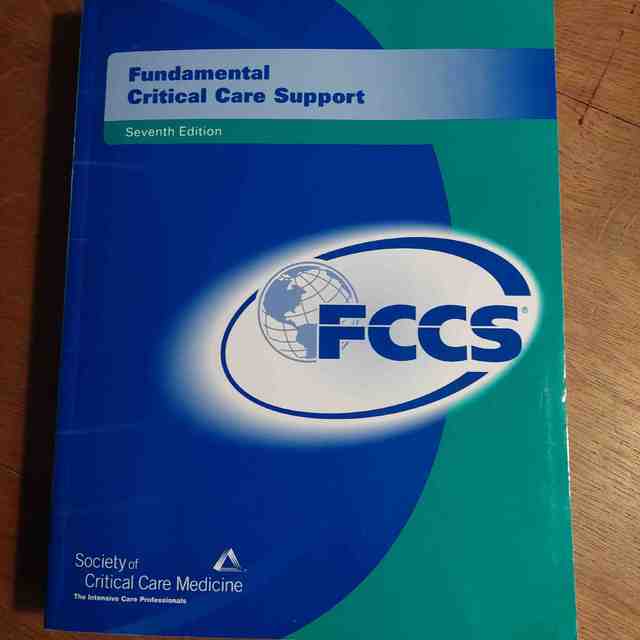 Fundamental
Critical Care Support
Seventh Edition
FCCS®
Society of
Critical Care Medicine
The Intensive Care Professionals